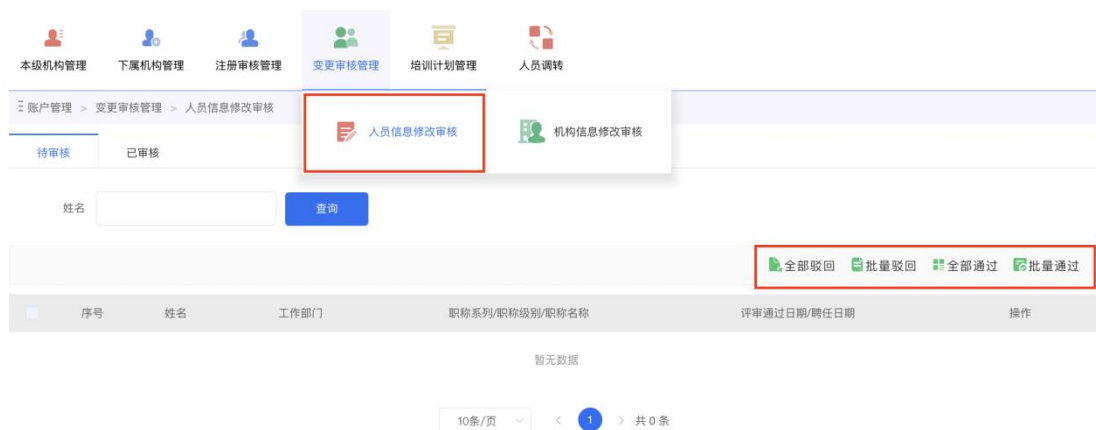 本级机构管理 下属机构管理 注册审核管理 变更审核管理 培训计划管理 人员调转
账户管理 > 变更审核管理 > 人员信息修改审核
人员信息修改审核 机构信息修改审核
待审核 已审核
姓名 查询
全部驳回 批量驳回 全部通过 批量通过
序号 姓名 工作部门 职称系列/职称级别/职称名称 评审通过日期/聘任日期 操作
暂无数据
10条/页 < 1 > 共 0 条